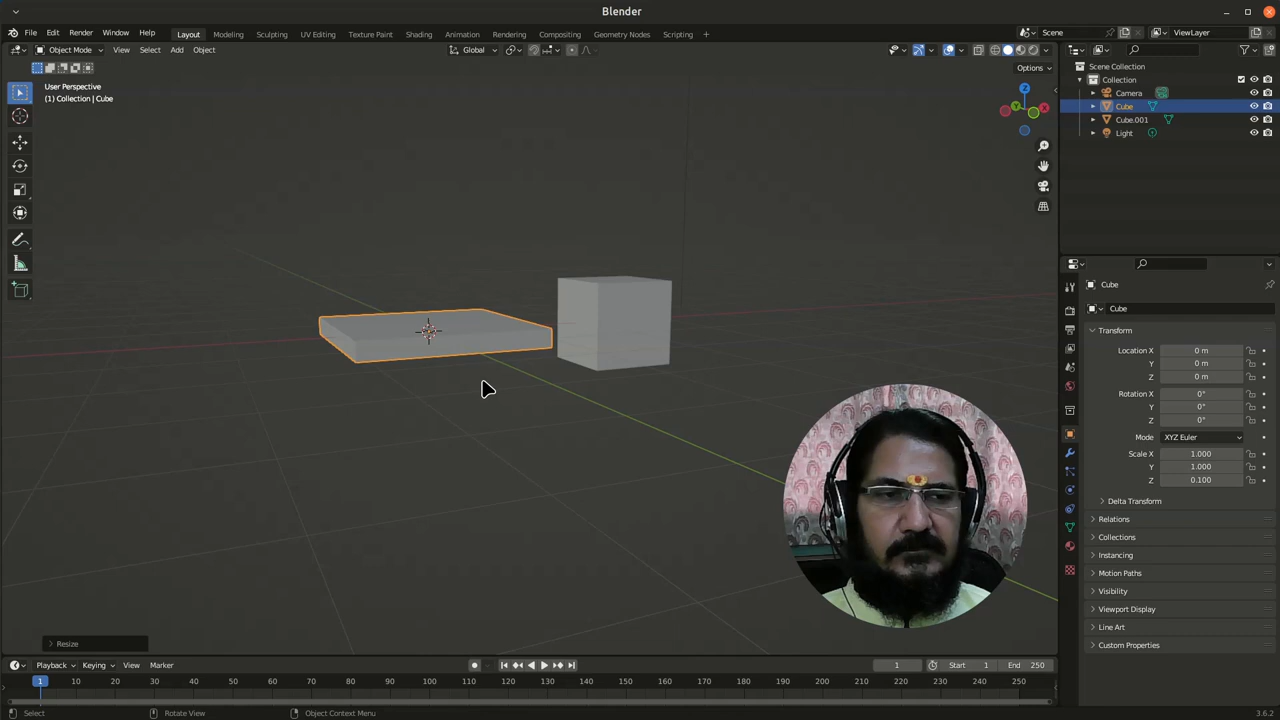 Blender
File Edit Render Window Help Layout Modeling Sculpting UV Editing Texture Paint Shading Animation Rendering Compositing Geometry Nodes Scripting + Scene ViewLayer
Object Mode View Select Add Object Global
Options
User Perspective
(1) Collection | Cube
Z
X
Y
Scene Collection
Collection
Camera
Cube
Cube.001
Light
Cube
Cube
Transform
Location X 0 m
Y 0 m
Z 0 m
Rotation X 0°
Y 0°
Z 0°
Mode XYZ Euler
Scale X 1.000
Y 1.000
Z 0.100
Delta Transform
Relations
Collections
Instancing
Motion Paths
Visibility
Viewport Display
Line Art
Custom Properties
Resize
Playback Keying View Marker 1 Start 1 End 250
1 10 20 30 40 50 60 70 80 90 100 110 120 130 140 150 160 170 180 190 200 210 220 230 240 250
Select Rotate View Object Context Menu 3.6.2